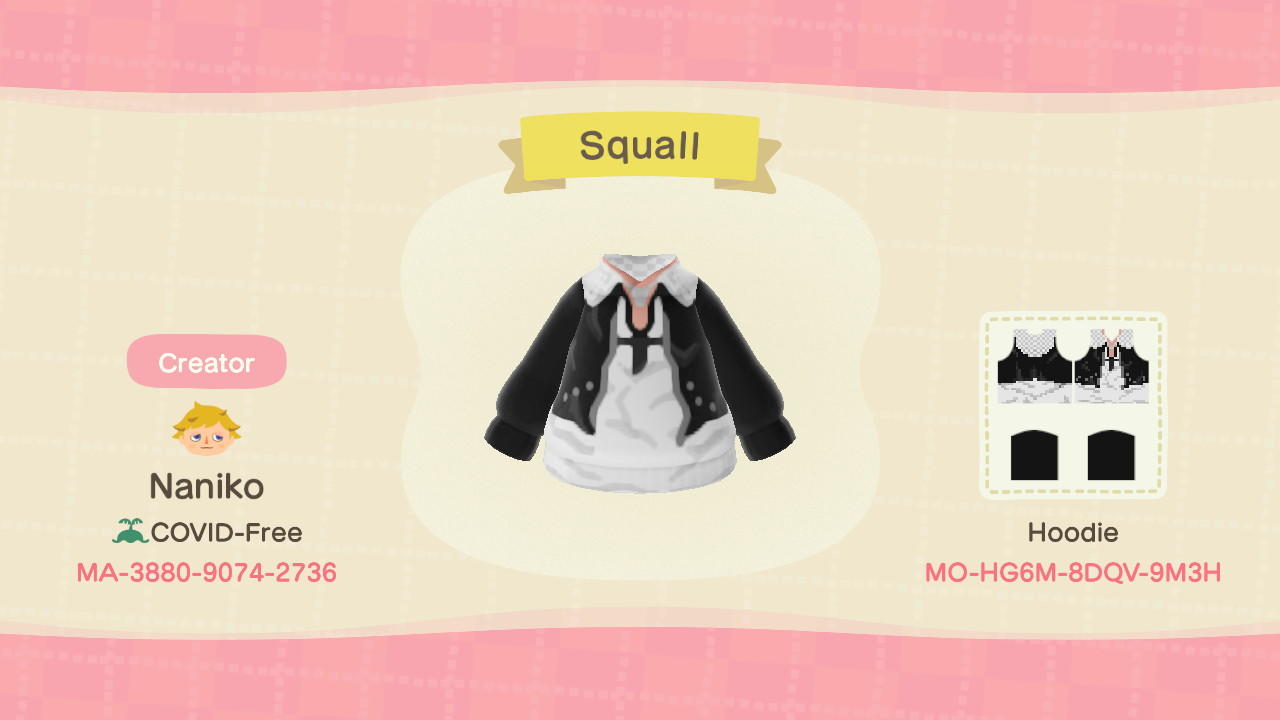 Squall
Creator
Naniko
COVID-Free
MA-3880-9074-2736
Hoodie
MO-HG6M-8DQV-9M3H